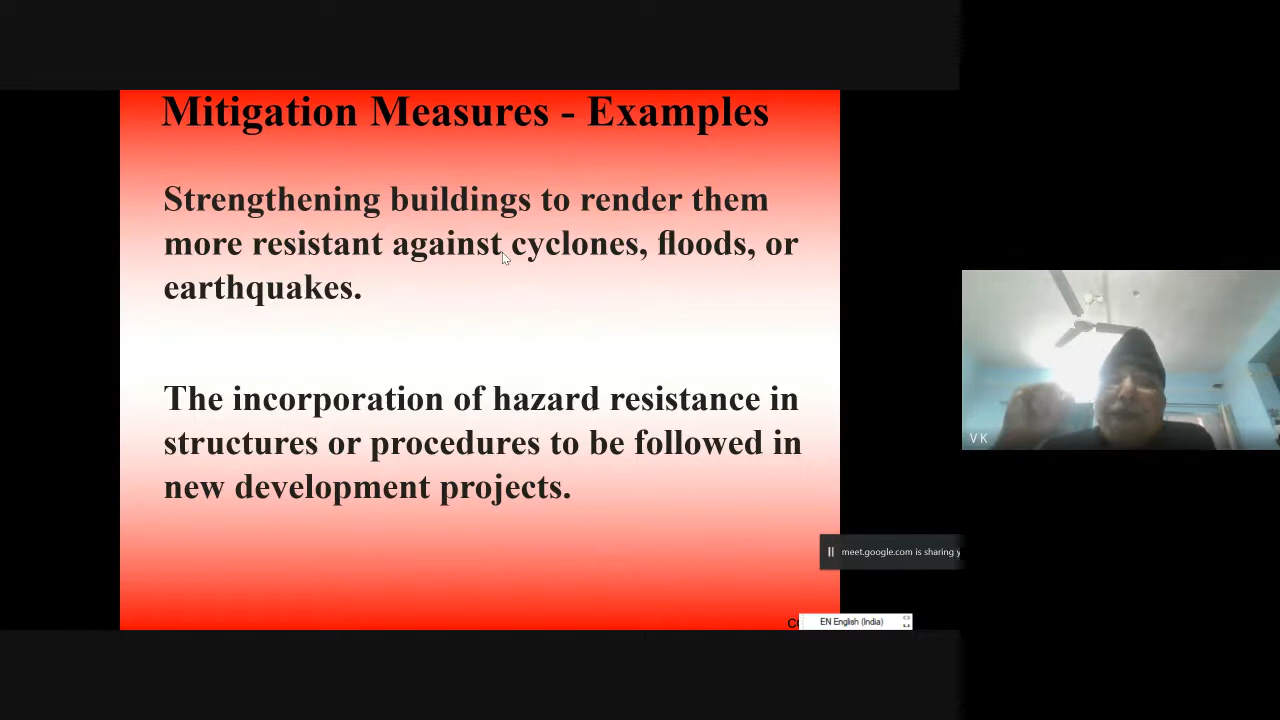 Mitigation Measures - Examples
Strengthening buildings to render them
more resistant against cyclones, floods, or
earthquakes.
The incorporation of hazard resistance in
structures or procedures to be followed in
new development projects.
V K
meet.google.com is sharing y
EN English (India)